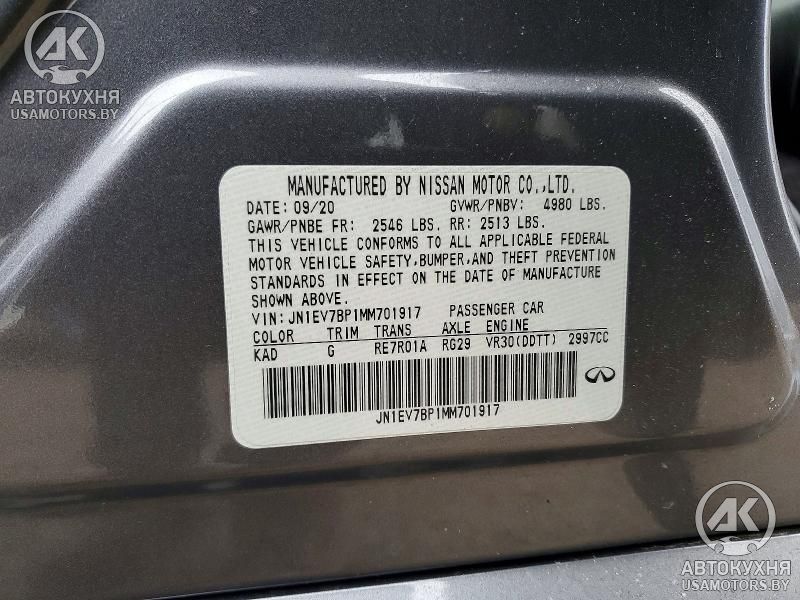 АК
АВТОКУХНЯ
USAMOTORS.BY
MANUFACTURED BY NISSAN MOTOR CO.,LTD.
DATE: 09/20 GVWR/PNBV: 4980 LBS.
GAWR/PNBE FR: 2546 LBS. RR: 2513 LBS.
THIS VEHICLE CONFORMS TO ALL APPLICABLE FEDERAL
MOTOR VEHICLE SAFETY,BUMPER,AND THEFT PREVENTION
STANDARDS IN EFFECT ON THE DATE OF MANUFACTURE
SHOWN ABOVE.
VIN: JN1EV7BP1MM701917 PASSENGER CAR
COLOR TRIM TRANS AXLE ENGINE
KAD G RE7R01A RG29 VR30(DDTT) 2997CC
JN1EV7BP1MM701917
АК
АВТОКУХНЯ
USAMOTORS.BY